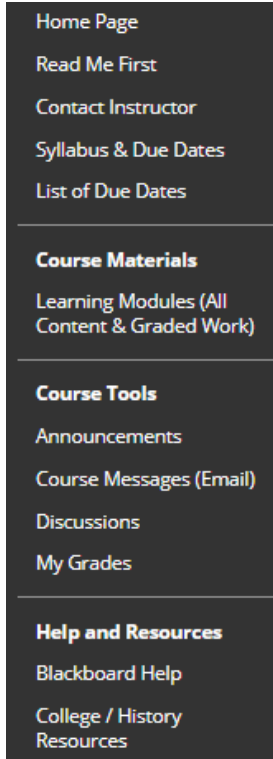 Home Page
Read Me First
Contact Instructor
Syllabus & Due Dates
List of Due Dates
Course Materials
Learning Modules (All
Content & Graded Work)
Course Tools
Announcements
Course Messages (Email)
Discussions
My Grades
Help and Resources
Blackboard Help
College / History
Resources